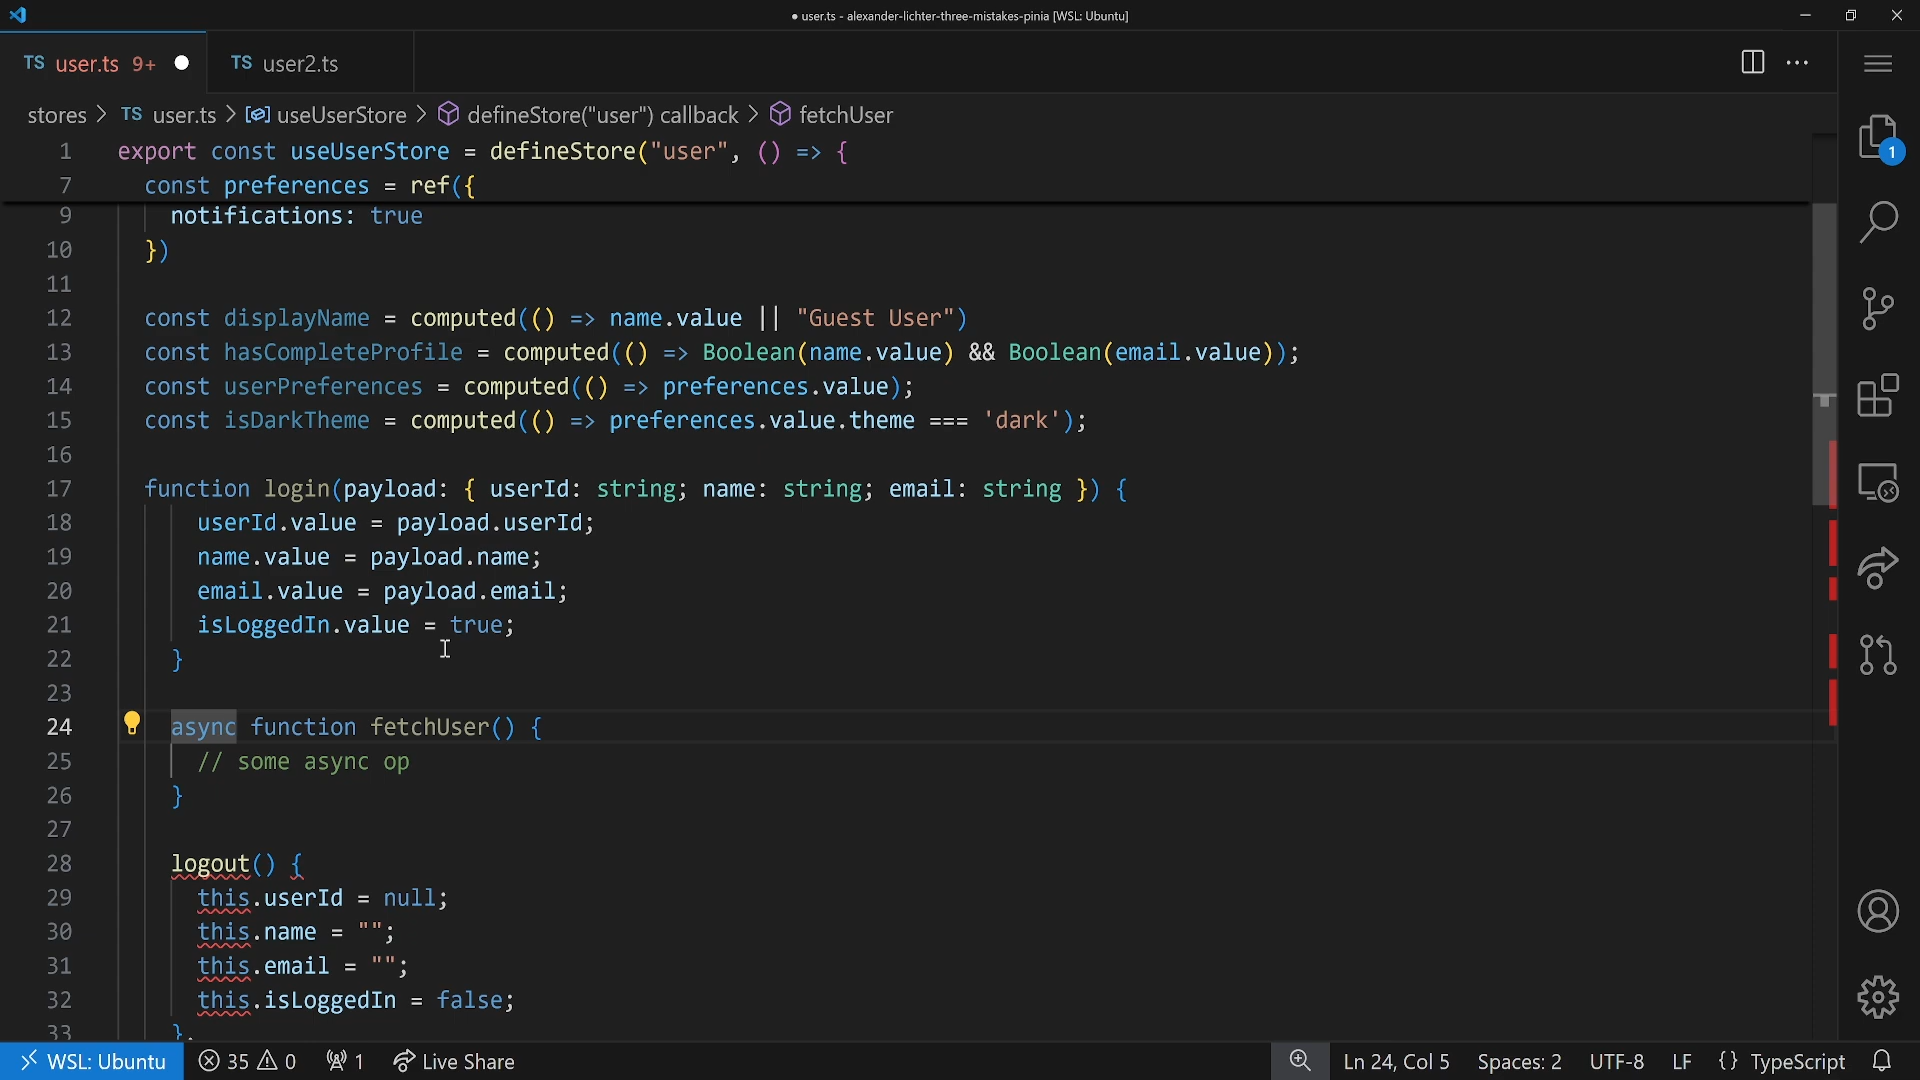 ● user.ts - alexander-lichter-three-mistakes-pinia [WSL: Ubuntu]
TS user.ts 9+ ●
TS user2.ts
stores > TS user.ts > useUserStore > defineStore("user") callback > fetchUser
1 export const useUserStore = defineStore("user", () => {
7 const preferences = ref({
9 notifications: true
10 })
11
12 const displayName = computed(() => name.value || "Guest User")
13 const hasCompleteProfile = computed(() => Boolean(name.value) && Boolean(email.value));
14 const userPreferences = computed(() => preferences.value);
15 const isDarkTheme = computed(() => preferences.value.theme === 'dark');
16
17 function login(payload: { userId: string; name: string; email: string }) {
18 userId.value = payload.userId;
19 name.value = payload.name;
20 email.value = payload.email;
21 isLoggedIn.value = true;
22 }
23
24 async function fetchUser() {
25 // some async op
26 }
27
28 logout() {
29 this.userId = null;
30 this.name = "";
31 this.email = "";
32 this.isLoggedIn = false;
33 },
1
WSL: Ubuntu 35 0 1 Live Share Ln 24, Col 5 Spaces: 2 UTF-8 LF {} TypeScript